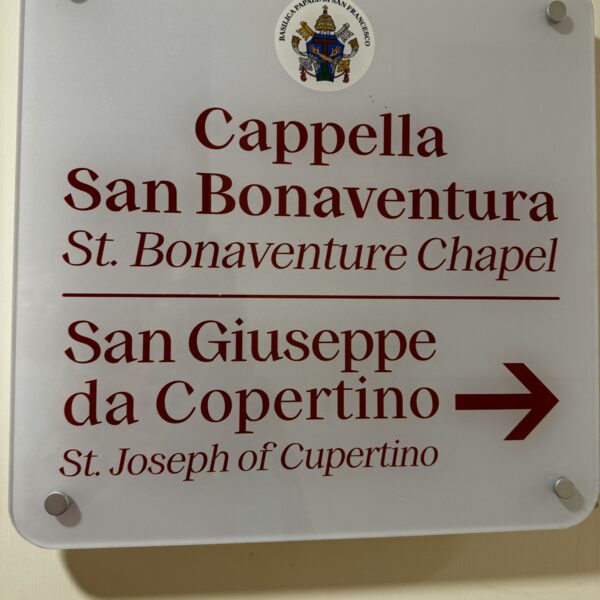 BASILICA PAPALE DI SAN FRANCESCO
Cappella
San Bonaventura
St. Bonaventure Chapel
San Giuseppe
da Copertino
St. Joseph of Cupertino